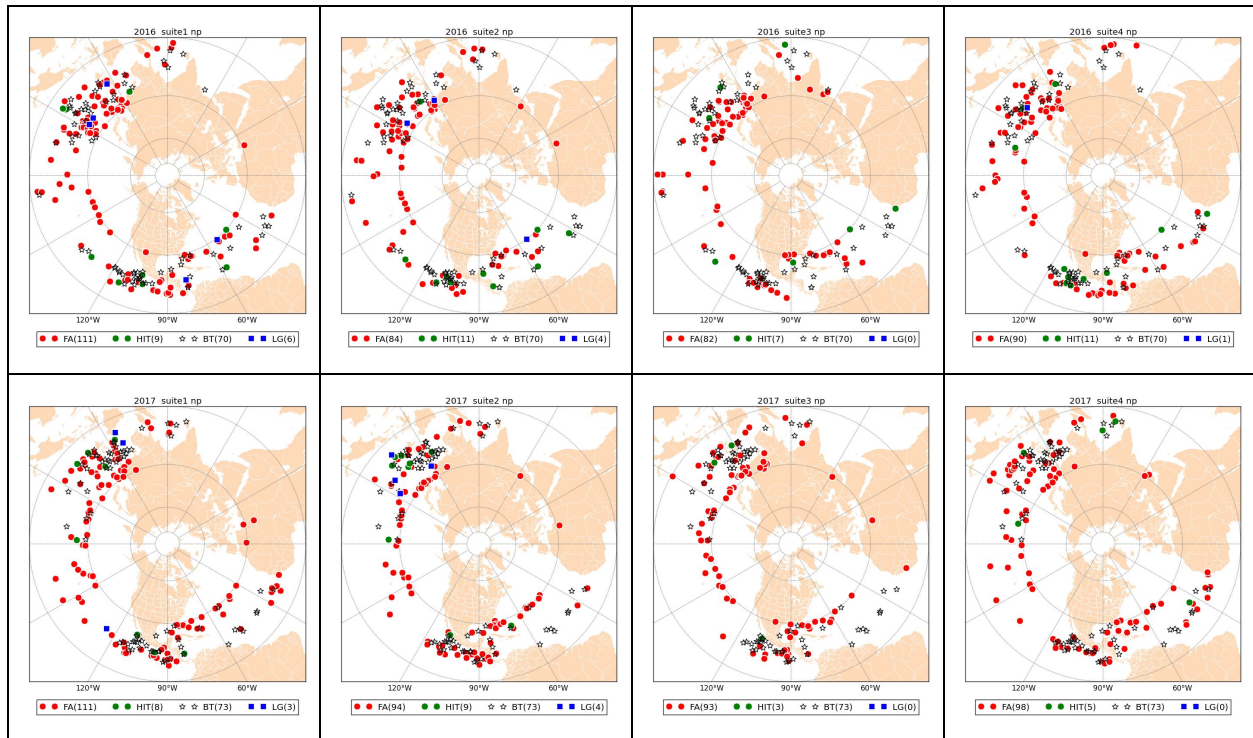 2016 suite1 np
120°W 90°W 60°W
FA(111) HIT(9) BT(70) LG(6)
2016 suite2 np
120°W 90°W 60°W
FA(84) HIT(11) BT(70) LG(4)
2016 suite3 np
120°W 90°W 60°W
FA(82) HIT(7) BT(70) LG(0)
2016 suite4 np
120°W 90°W 60°W
FA(90) HIT(11) BT(70) LG(1)
2017 suite1 np
120°W 90°W 60°W
FA(111) HIT(8) BT(73) LG(3)
2017 suite2 np
120°W 90°W 60°W
FA(94) HIT(9) BT(73) LG(4)
2017 suite3 np
120°W 90°W 60°W
FA(93) HIT(3) BT(73) LG(0)
2017 suite4 np
120°W 90°W 60°W
FA(98) HIT(5) BT(73) LG(0)